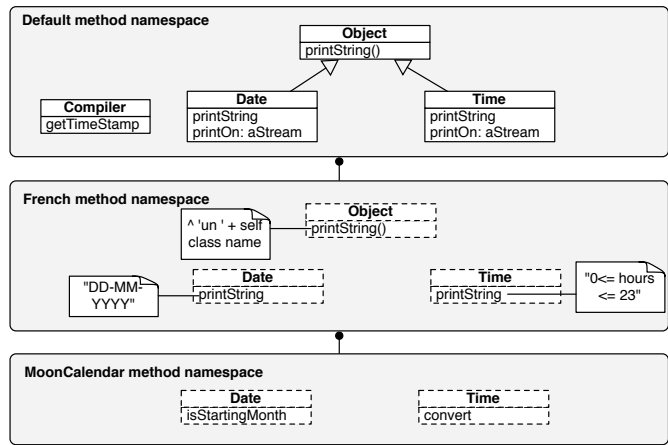 Default method namespace
Object
printString()
Compiler
getTimeStamp
Date
printString
printOn: aStream
Time
printString
printOn: aStream
French method namespace
^ 'un ' + self
class name
Object
printString()
"DD-MM-
YYYY"
Date
printString
Time
printString
"0<= hours
<= 23"
MoonCalendar method namespace
Date
isStartingMonth
Time
convert